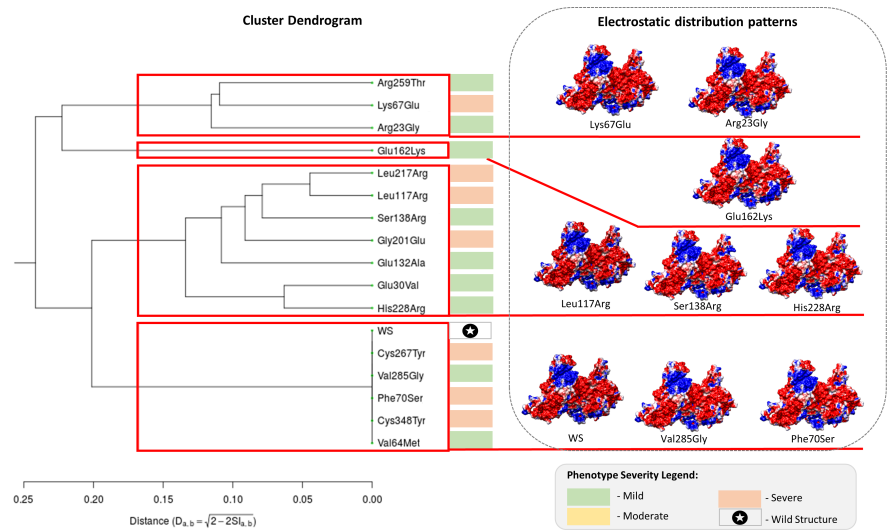 Cluster Dendrogram
Electrostatic distribution patterns
Arg259Thr
Lys67Glu
Arg23Gly
Glu162Lys
Leu217Arg
Leu117Arg
Ser138Arg
Gly201Glu
Glu132Ala
Glu30Val
His228Arg
WS
Cys267Tyr
Val285Gly
Phe70Ser
Cys348Tyr
Val64Met
Lys67Glu Arg23Gly
Glu162Lys
Leu117Arg Ser138Arg His228Arg
WS Val285Gly Phe70Ser
0.25 0.20 0.15 0.10 0.05 0.00
Distance (Da, b = √2 − 2SIa, b)
Phenotype Severity Legend:
- Mild - Severe
- Moderate - Wild Structure